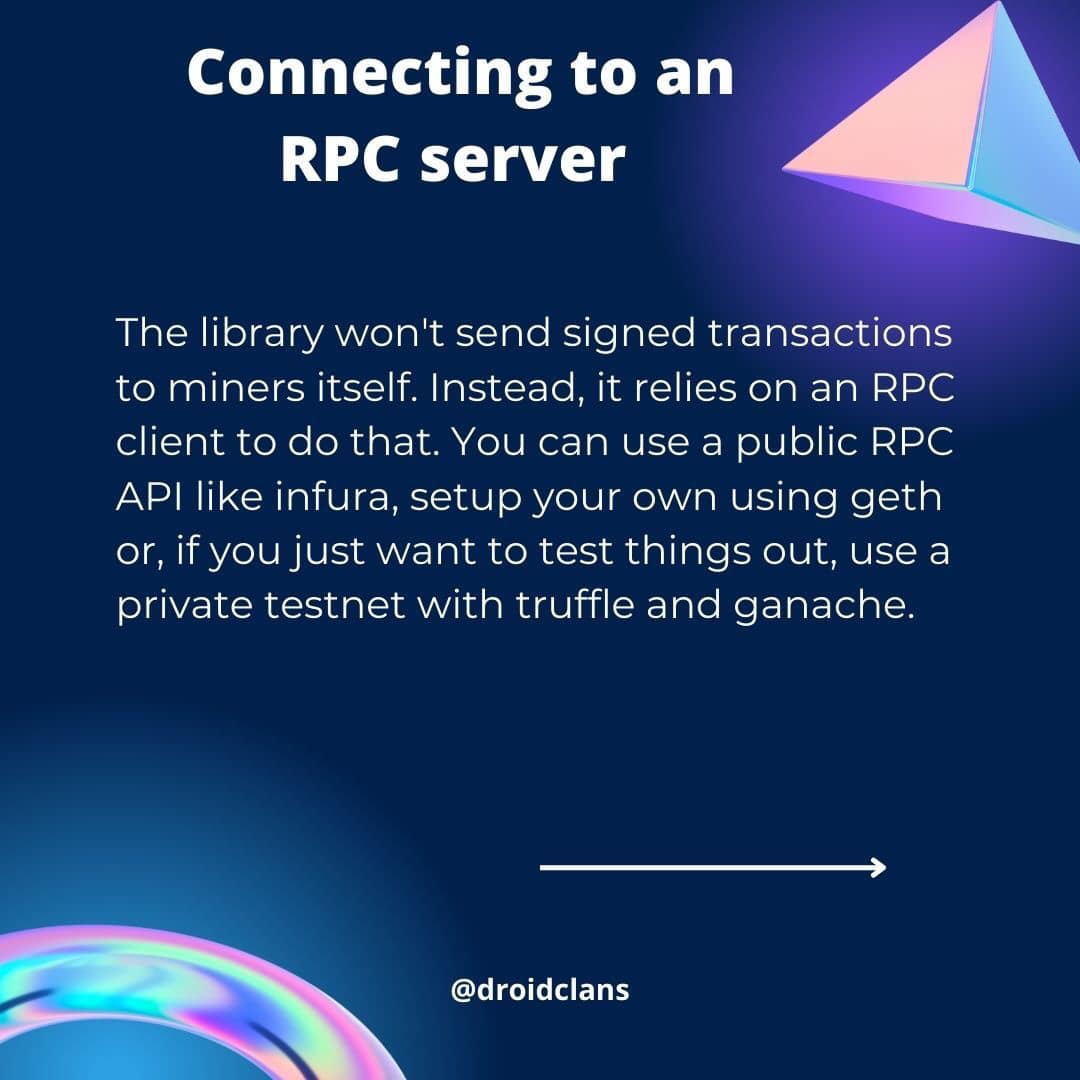 Connecting to an
RPC server
The library won't send signed transactions
to miners itself. Instead, it relies on an RPC
client to do that. You can use a public RPC
API like infura, setup your own using geth
or, if you just want to test things out, use a
private testnet with truffle and ganache.
@droidclans